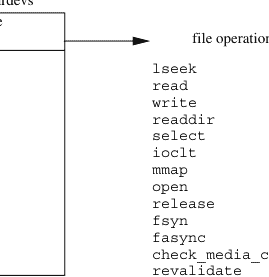 file operation
lseek
read
write
readdir
select
ioclt
mmap
open
release
fsyn
fasync
check_media_c
revalidate